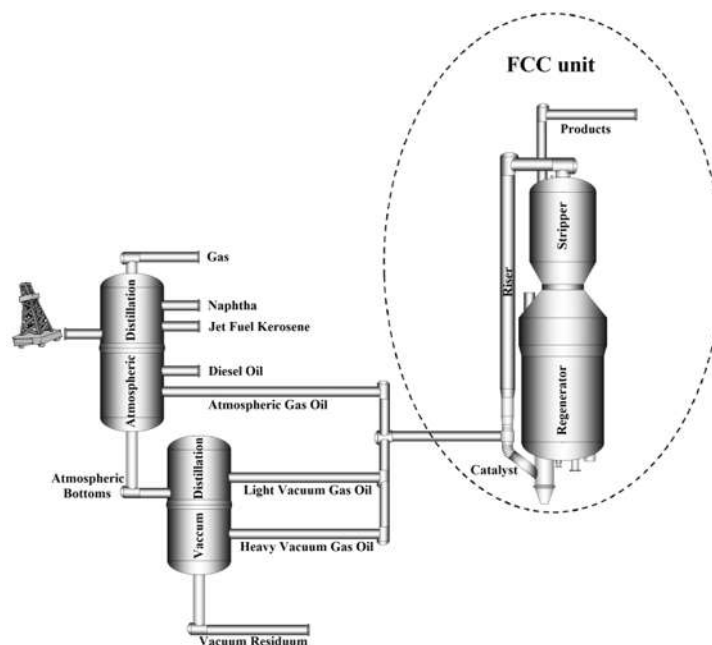 FCC unit
Products
Stripper
Riser
Regenerator
Catalyst
Gas
Naphtha
Jet Fuel Kerosene
Diesel Oil
Atmospheric Gas Oil
Atmospheric Distillation
Atmospheric
Bottoms
Light Vacuum Gas Oil
Heavy Vacuum Gas Oil
Vaccum Distillation
Vacuum Residuum